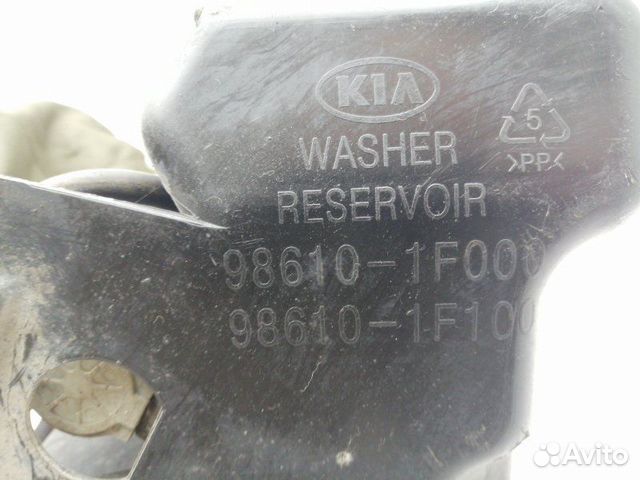 KIA
5
WASHER
>PP<
RESERVOIR
98610-1F000
98610-1F100
Avito